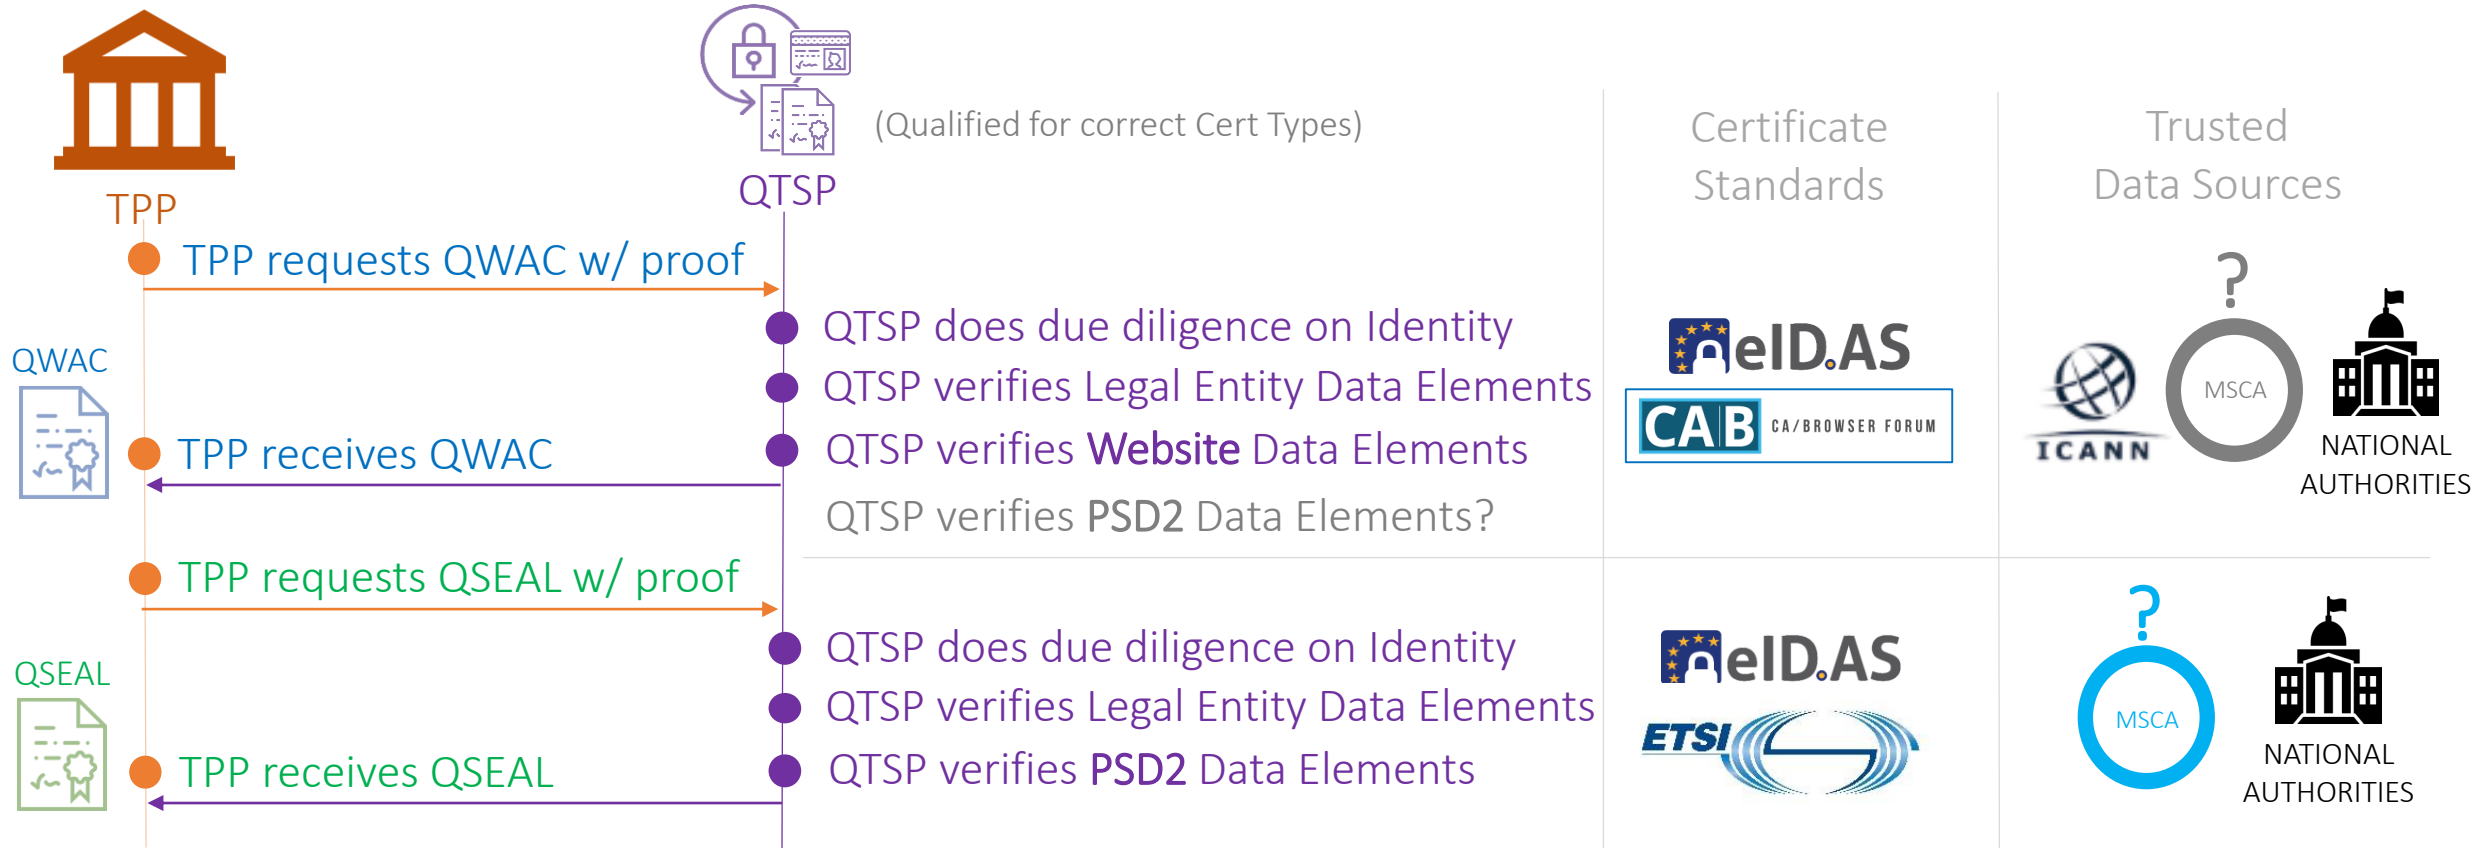 TPP
QTSP
(Qualified for correct Cert Types)
Certificate
Standards
Trusted
Data Sources
TPP requests QWAC w/ proof
QTSP does due diligence on Identity
QTSP verifies Legal Entity Data Elements
QWAC
TPP receives QWAC
QTSP verifies Website Data Elements
QTSP verifies PSD2 Data Elements?
eID.AS
CAB CA/BROWSER FORUM
ICANN
?
MSCA
NATIONAL
AUTHORITIES
TPP requests QSEAL w/ proof
QTSP does due diligence on Identity
QSEAL
QTSP verifies Legal Entity Data Elements
TPP receives QSEAL
QTSP verifies PSD2 Data Elements
eID.AS
ETSI
?
MSCA
NATIONAL
AUTHORITIES